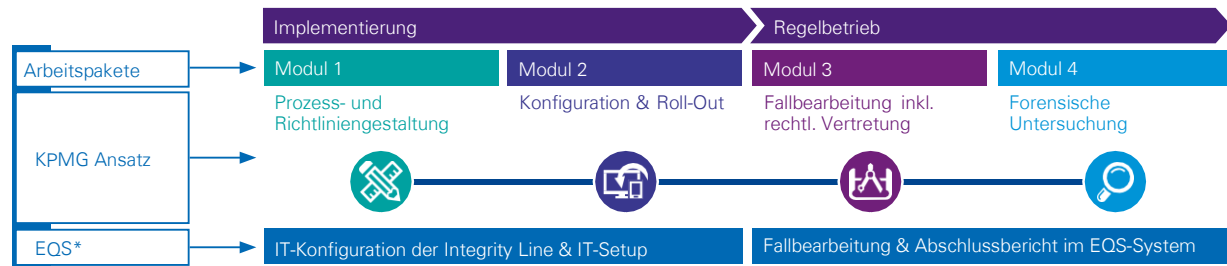 Implementierung
Regelbetrieb
Arbeitspakete
Modul 1
Modul 2
Modul 3
Modul 4
KPMG Ansatz
Prozess- und
Richtliniengestaltung
Konfiguration & Roll-Out
Fallbearbeitung inkl.
rechtl. Vertretung
Forensische
Untersuchung
EQS*
IT-Konfiguration der Integrity Line & IT-Setup
Fallbearbeitung & Abschlussbericht im EQS-System